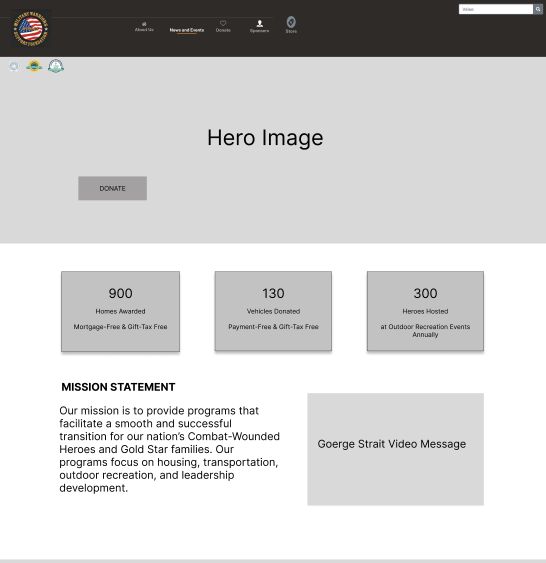 MILITARY WARRIORS
SUPPORT FOUNDATION
About Us
News and Events
Donate
Sponsors
Store
Hero Image
DONATE
900
Homes Awarded
Mortgage-Free & Gift-Tax Free
130
Vehicles Donated
Payment-Free & Gift-Tax Free
300
Heroes Hosted
at Outdoor Recreation Events
Annually
MISSION STATEMENT
Our mission is to provide programs that
facilitate a smooth and successful
transition for our nation’s Combat-Wounded
Heroes and Gold Star families. Our
programs focus on housing, transportation,
outdoor recreation, and leadership
development.
Goerge Strait Video Message